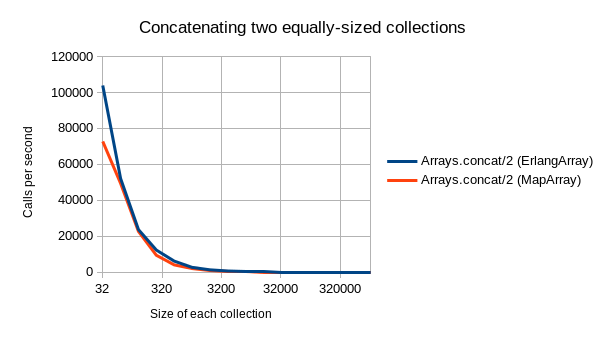 Concatenating two equally-sized collections
120000
100000
80000
60000
40000
20000
0
Calls per second
32
320
3200
32000
320000
Size of each collection
Arrays.concat/2 (ErlangArray)
Arrays.concat/2 (MapArray)